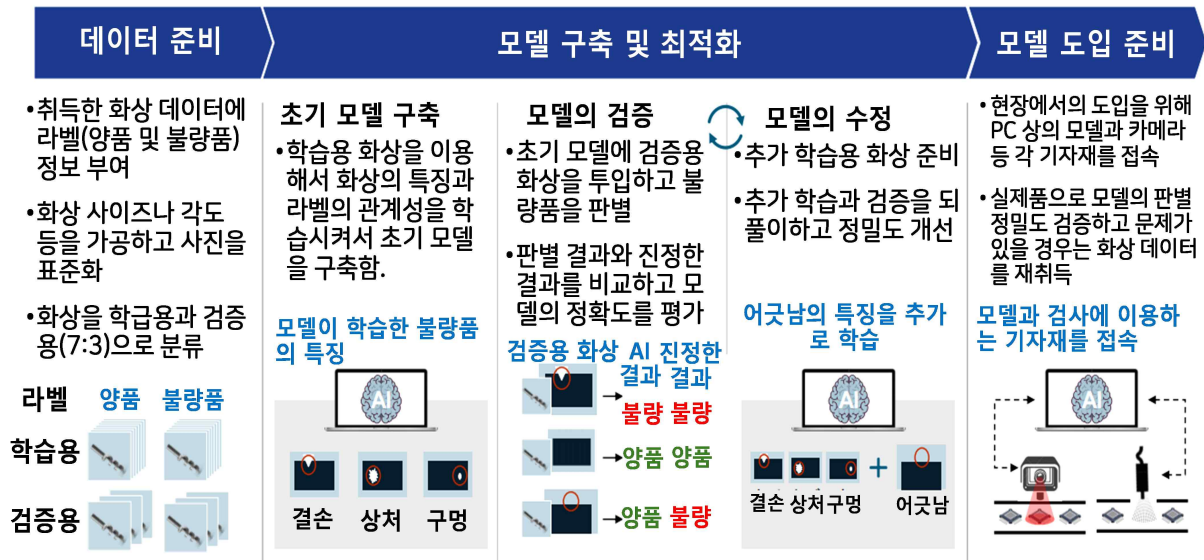 데이터 준비
모델 구축 및 최적화
모델 도입 준비
•취득한 화상 데이터에
라벨(양품 및 불량품)
정보 부여
•화상 사이즈나 각도
등을 가공하고 사진을
표준화
•화상을 학급용과 검증
용(7:3)으로 분류
라벨 양품 불량품
학습용
검증용
초기 모델 구축
•학습용 화상을 이용
해서 화상의 특징과
라벨의 관계성을 학
습시켜서 초기 모델
을 구축함.
모델이 학습한 불량품
의 특징
AI
결손 상처 구멍
모델의 검증
•초기 모델에 검증용
화상을 투입하고 불
량품을 판별
•판별 결과와 진정한
결과를 비교하고 모
델의 정확도를 평가
검증용 화상 AI 진정한
결과 결과
불량 불량
양품 양품
양품 불량
모델의 수정
•추가 학습용 화상 준비
•추가 학습과 검증을 되
풀이하고 정밀도 개선
어긋남의 특징을 추가
로 학습
AI
결손 상처 구멍 + 어긋남
•현장에서의 도입을 위해
PC 상의 모델과 카메라
등 각 기자재를 접속
•실제품으로 모델의 판별
정밀도 검증하고 문제가
있을 경우는 화상 데이터
를 재취득
모델과 검사에 이용하
는 기자재를 접속
AI